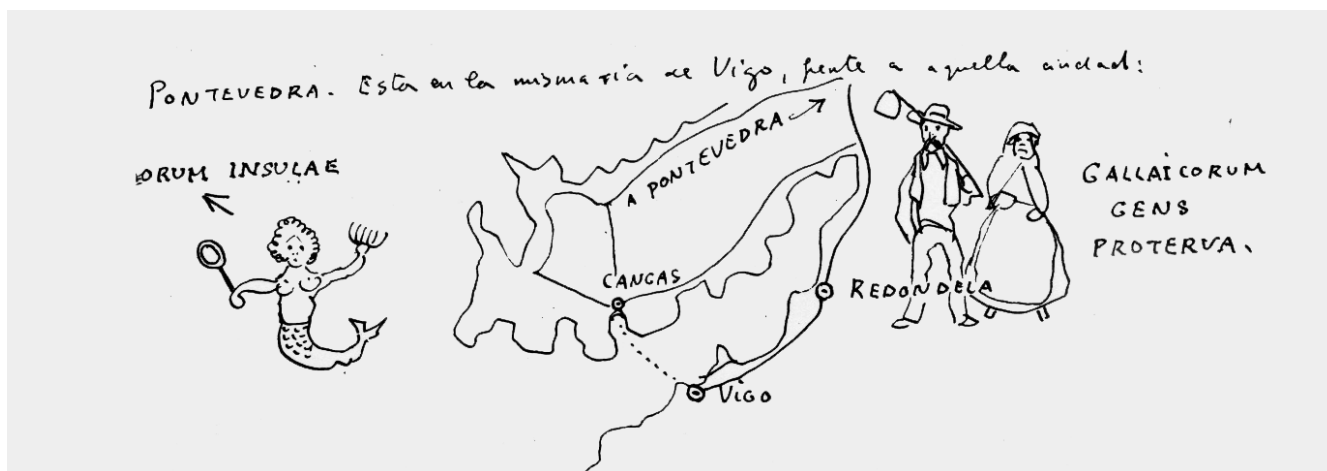 PONTEVEDRA. Esta en la misma ria de Vigo, frente a aquella ciudad:
ORUM INSULAE
A PONTEVEDRA
GALLAICORUM
GENS
PROTERVA.
CANGAS
REDONDELA
VIGO